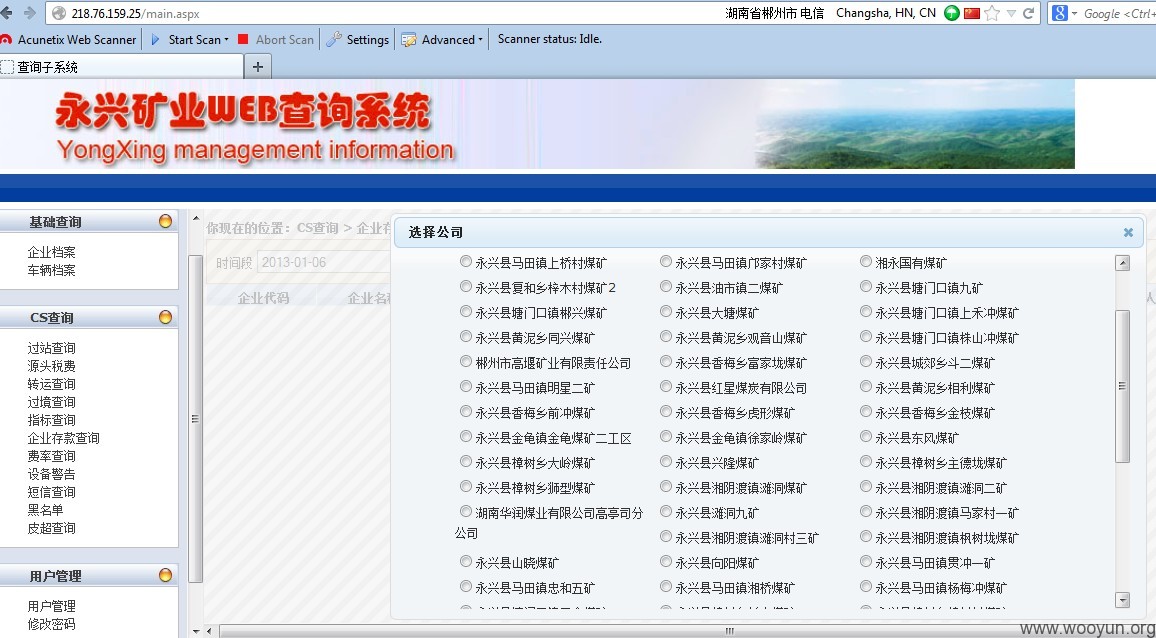 218.76.159.25/main.aspx
湖南省郴州市 电信 Changsha, HN, CN
Google <Ctrl+
Acunetix Web Scanner
Start Scan
Abort Scan
Settings
Advanced
Scanner status: Idle.
查询子系统
永兴矿业WEB查询系统
YongXing management information
基础查询
企业档案
车辆档案
CS查询
过站查询
源头税费
转运查询
过境查询
指标查询
企业存款查询
费率查询
设备警告
短信查询
黑名单
皮超查询
用户管理
用户管理
修改密码
你现在的位置：CS查询 > 企业存
时间段 2013-01-06
企业代码
企业名称
选择公司
永兴县马田镇上桥村煤矿
永兴县马田镇邝家村煤矿
湘永国有煤矿
永兴县复和乡梓木村煤矿2
永兴县油市镇二煤矿
永兴县塘门口镇九矿
永兴县塘门口镇郴兴煤矿
永兴县大塘煤矿
永兴县塘门口镇上禾冲煤矿
永兴县黄泥乡同兴煤矿
永兴县黄泥乡观音山煤矿
永兴县塘门口镇株山冲煤矿
郴州市高堰矿业有限责任公司
永兴县香梅乡富家垅煤矿
永兴县城郊乡斗二煤矿
永兴县马田镇明星二矿
永兴县红星煤炭有限公司
永兴县黄泥乡相利煤矿
永兴县香梅乡前冲煤矿
永兴县香梅乡虎形煤矿
永兴县香梅乡金枝煤矿
永兴县金龟镇金龟煤矿二工区
永兴县金龟镇徐家岭煤矿
永兴县东风煤矿
永兴县樟树乡大岭煤矿
永兴县兴隆煤矿
永兴县樟树乡主德垅煤矿
永兴县樟树乡狮型煤矿
永兴县湘阴渡镇滩洞煤矿
永兴县湘阴渡镇滩洞二矿
湖南华润煤业有限公司高亭司分公司
永兴县滩洞九矿
永兴县湘阴渡镇马家村一矿
永兴县湘阴渡镇滩洞村三矿
永兴县湘阴渡镇枫树垅煤矿
永兴县山晓煤矿
永兴县向阳煤矿
永兴县马田镇贯冲一矿
永兴县马田镇忠和五矿
永兴县马田镇湘桥煤矿
永兴县马田镇杨梅冲煤矿
www.wooyun.org